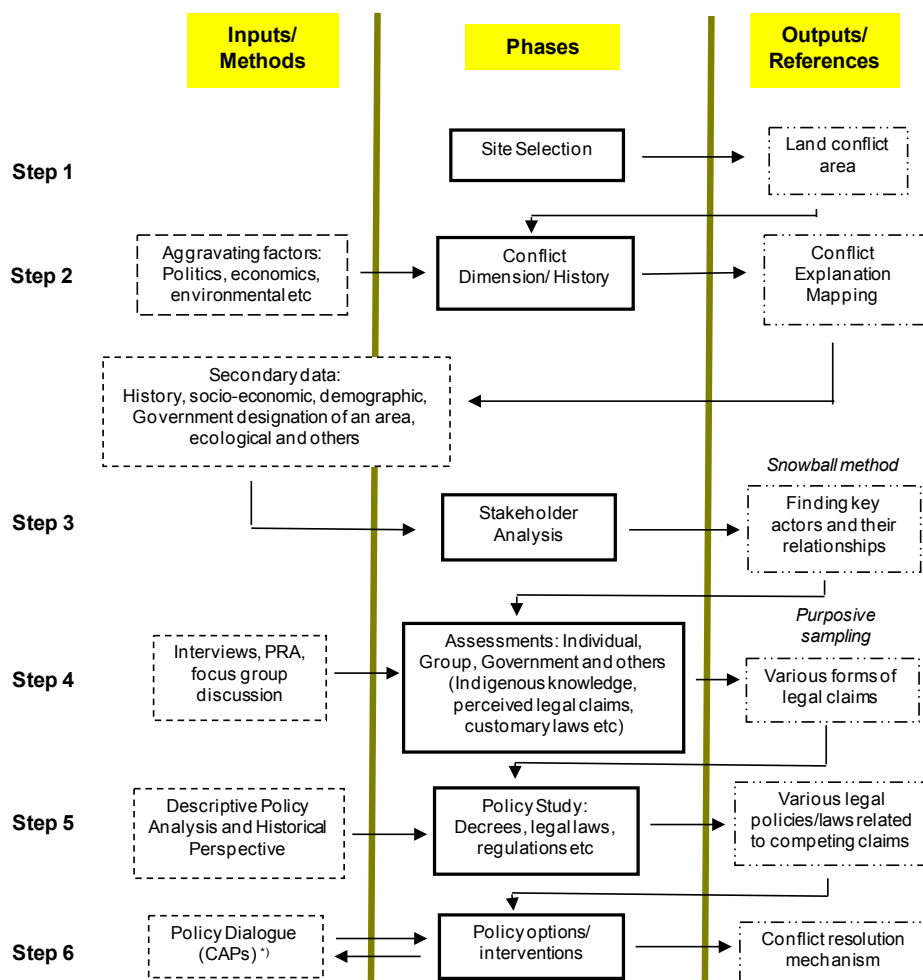 Inputs/
Methods
Phases
Outputs/
References
Step 1
Site Selection
Land conflict
area
Step 2
Aggravating factors:
Politics, economics,
environmental etc
Conflict
Dimension/ History
Conflict
Explanation
Mapping
Secondary data:
History, socio-economic, demographic,
Government designation of an area,
ecological and others
Step 3
Stakeholder
Analysis
Snowball method
Finding key
actors and their
relationships
Step 4
Interviews, PRA,
focus group
discussion
Assessments: Individual,
Group, Government and others
(Indigenous knowledge,
perceived legal claims,
customary laws etc)
Purposive
sampling
Various forms of
legal claims
Step 5
Descriptive Policy
Analysis and Historical
Perspective
Policy Study:
Decrees, legal laws,
regulations etc
Various legal
policies/laws related
to competing claims
Step 6
Policy Dialogue
(CAPs) *)
Policy options/
interventions
Conflict resolution
mechanism